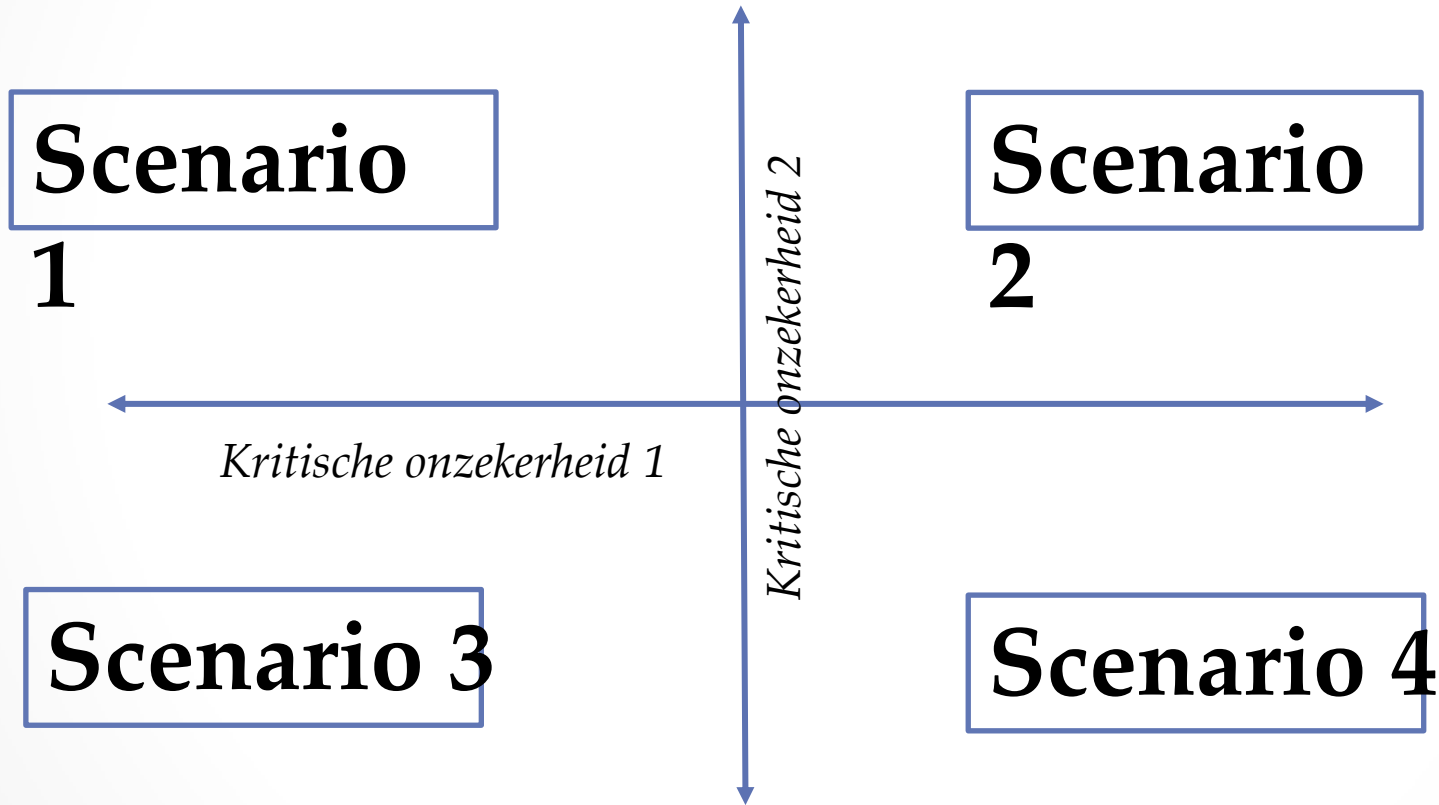 Scenario
1
Scenario
2
Kritische onzekerheid 2
Kritische onzekerheid 1
Scenario 3
Scenario 4